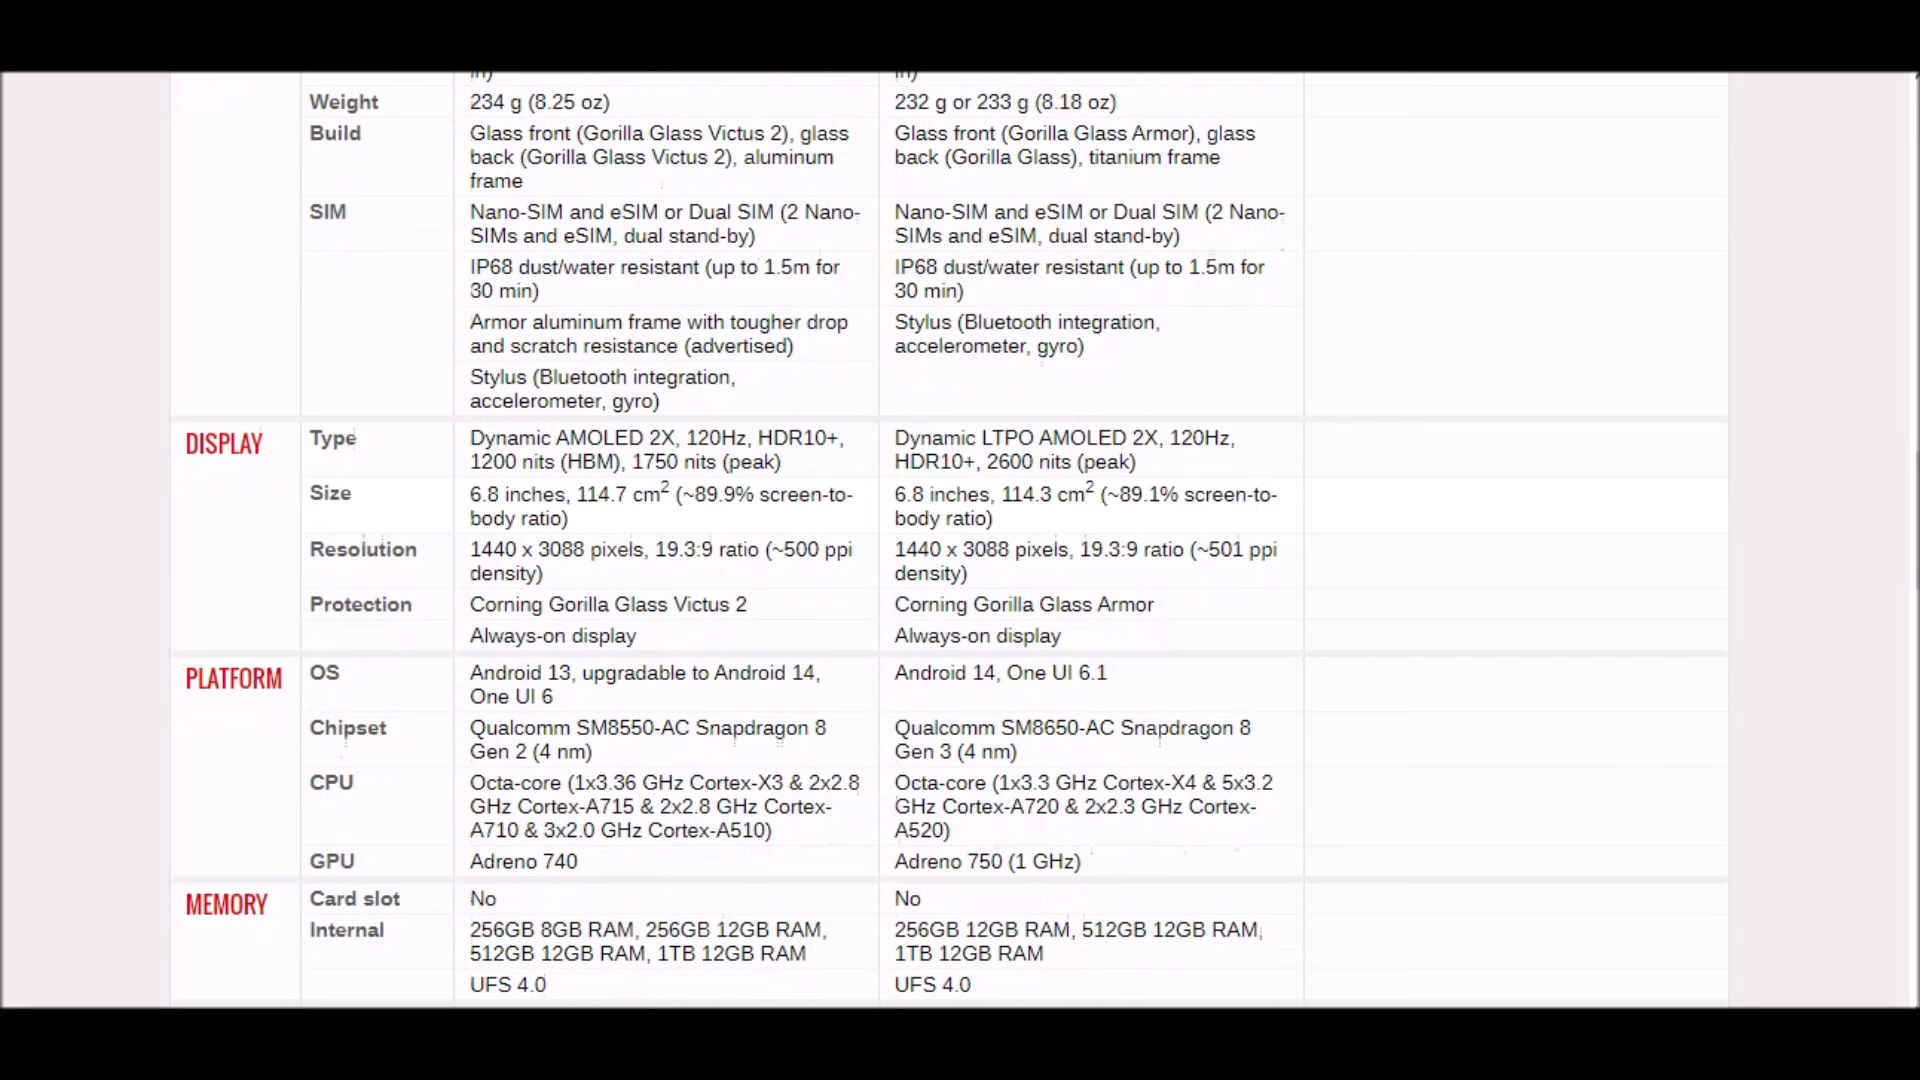 in)
in)
Weight
234 g (8.25 oz)
232 g or 233 g (8.18 oz)
Build
Glass front (Gorilla Glass Victus 2), glass
back (Gorilla Glass Victus 2), aluminum
frame
Glass front (Gorilla Glass Armor), glass
back (Gorilla Glass), titanium frame
SIM
Nano-SIM and eSIM or Dual SIM (2 Nano-
SIMs and eSIM, dual stand-by)
Nano-SIM and eSIM or Dual SIM (2 Nano-
SIMs and eSIM, dual stand-by)
IP68 dust/water resistant (up to 1.5m for
30 min)
IP68 dust/water resistant (up to 1.5m for
30 min)
Armor aluminum frame with tougher drop
and scratch resistance (advertised)
Stylus (Bluetooth integration,
accelerometer, gyro)
Stylus (Bluetooth integration,
accelerometer, gyro)
DISPLAY
Type
Dynamic AMOLED 2X, 120Hz, HDR10+,
1200 nits (HBM), 1750 nits (peak)
Dynamic LTPO AMOLED 2X, 120Hz,
HDR10+, 2600 nits (peak)
Size
6.8 inches, 114.7 cm2 (~89.9% screen-to-
body ratio)
6.8 inches, 114.3 cm2 (~89.1% screen-to-
body ratio)
Resolution
1440 x 3088 pixels, 19.3:9 ratio (~500 ppi
density)
1440 x 3088 pixels, 19.3:9 ratio (~501 ppi
density)
Protection
Corning Gorilla Glass Victus 2
Corning Gorilla Glass Armor
Always-on display
Always-on display
PLATFORM
OS
Android 13, upgradable to Android 14,
One UI 6
Android 14, One UI 6.1
Chipset
Qualcomm SM8550-AC Snapdragon 8
Gen 2 (4 nm)
Qualcomm SM8650-AC Snapdragon 8
Gen 3 (4 nm)
CPU
Octa-core (1x3.36 GHz Cortex-X3 & 2x2.8
GHz Cortex-A715 & 2x2.8 GHz Cortex-
A710 & 3x2.0 GHz Cortex-A510)
Octa-core (1x3.3 GHz Cortex-X4 & 5x3.2
GHz Cortex-A720 & 2x2.3 GHz Cortex-
A520)
GPU
Adreno 740
Adreno 750 (1 GHz)
MEMORY
Card slot
No
No
Internal
256GB 8GB RAM, 256GB 12GB RAM,
512GB 12GB RAM, 1TB 12GB RAM
256GB 12GB RAM, 512GB 12GB RAM,
1TB 12GB RAM
UFS 4.0
UFS 4.0